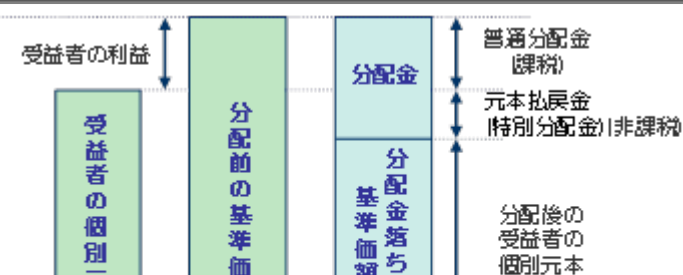 受益者の利益
分配金
普通分配金
(課税)
元本払戻金
(特別分配金)(非課税)
受益者の個別
分配前の基準価
分配金落ち
基準価額
分配後の
受益者の
個別元本